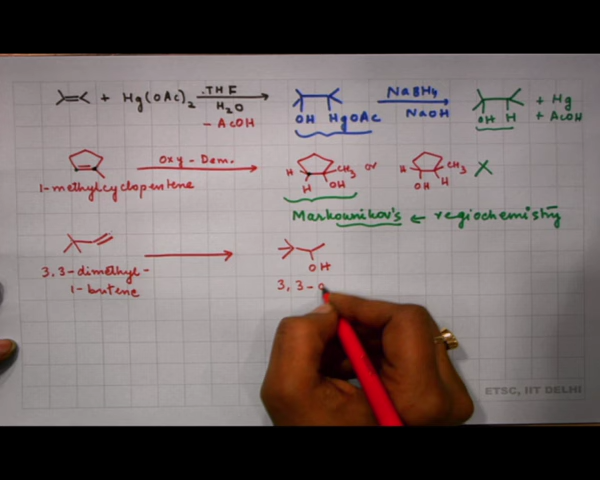 + Hg(OAc)2 THF H2O - AcOH OH HgOAc NaBH4 NaOH OH H + Hg + AcOH
1-methylcyclopentene Oxy-Dem. H H CH3 OH or H OH H CH3 X
Markownikov's ← regiochemistry
3,3-dimethyl-
1-butene
OH
3,3-
ETSC, IIT DELHI